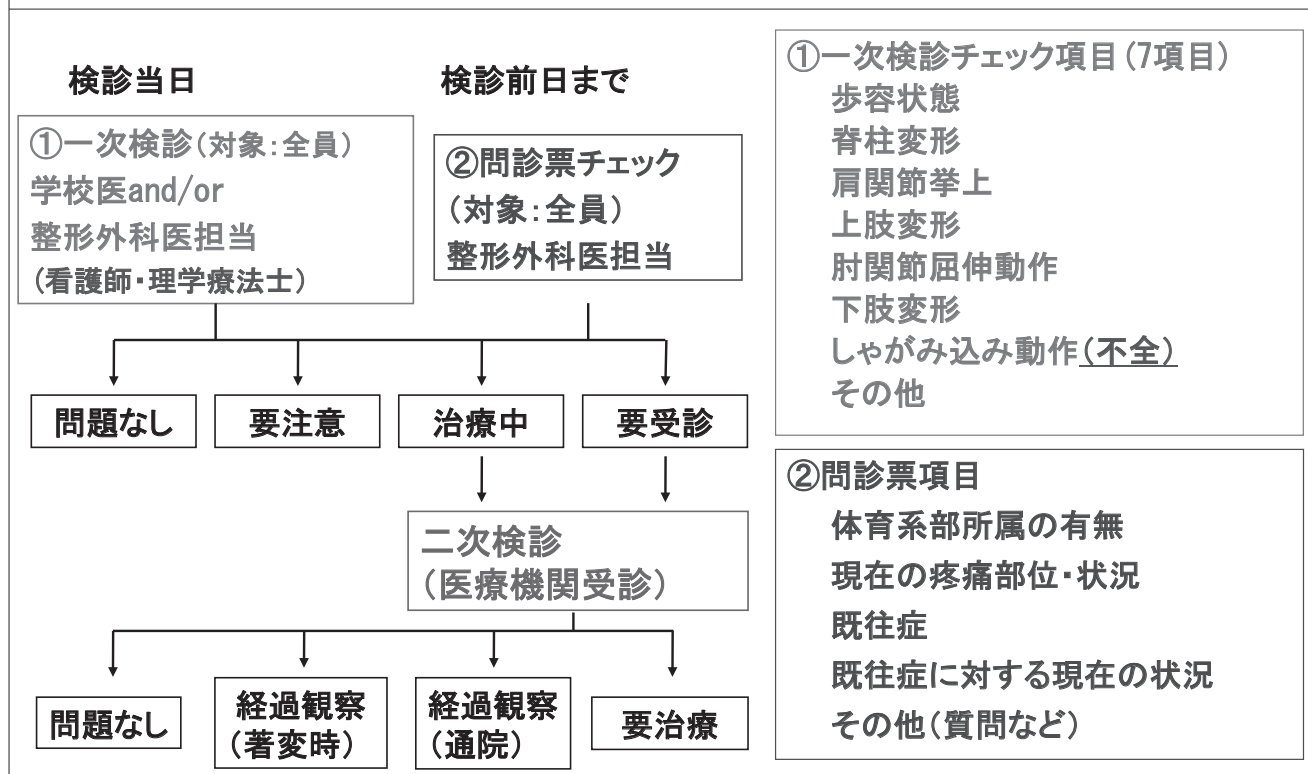 検診当日
検診前日まで
①一次検診(対象:全員)
学校医and/or
整形外科医担当
(看護師・理学療法士)
②問診票チェック
(対象:全員)
整形外科医担当
問題なし
要注意
治療中
要受診
二次検診
(医療機関受診)
問題なし
経過観察
(著変時)
経過観察
(通院)
要治療
①一次検診チェック項目(7項目)
歩容状態
脊柱変形
肩関節挙上
上肢変形
肘関節屈伸動作
下肢変形
しゃがみ込み動作(不全)
その他
②問診票項目
体育系部所属の有無
現在の疼痛部位・状況
既往症
既往症に対する現在の状況
その他(質問など)